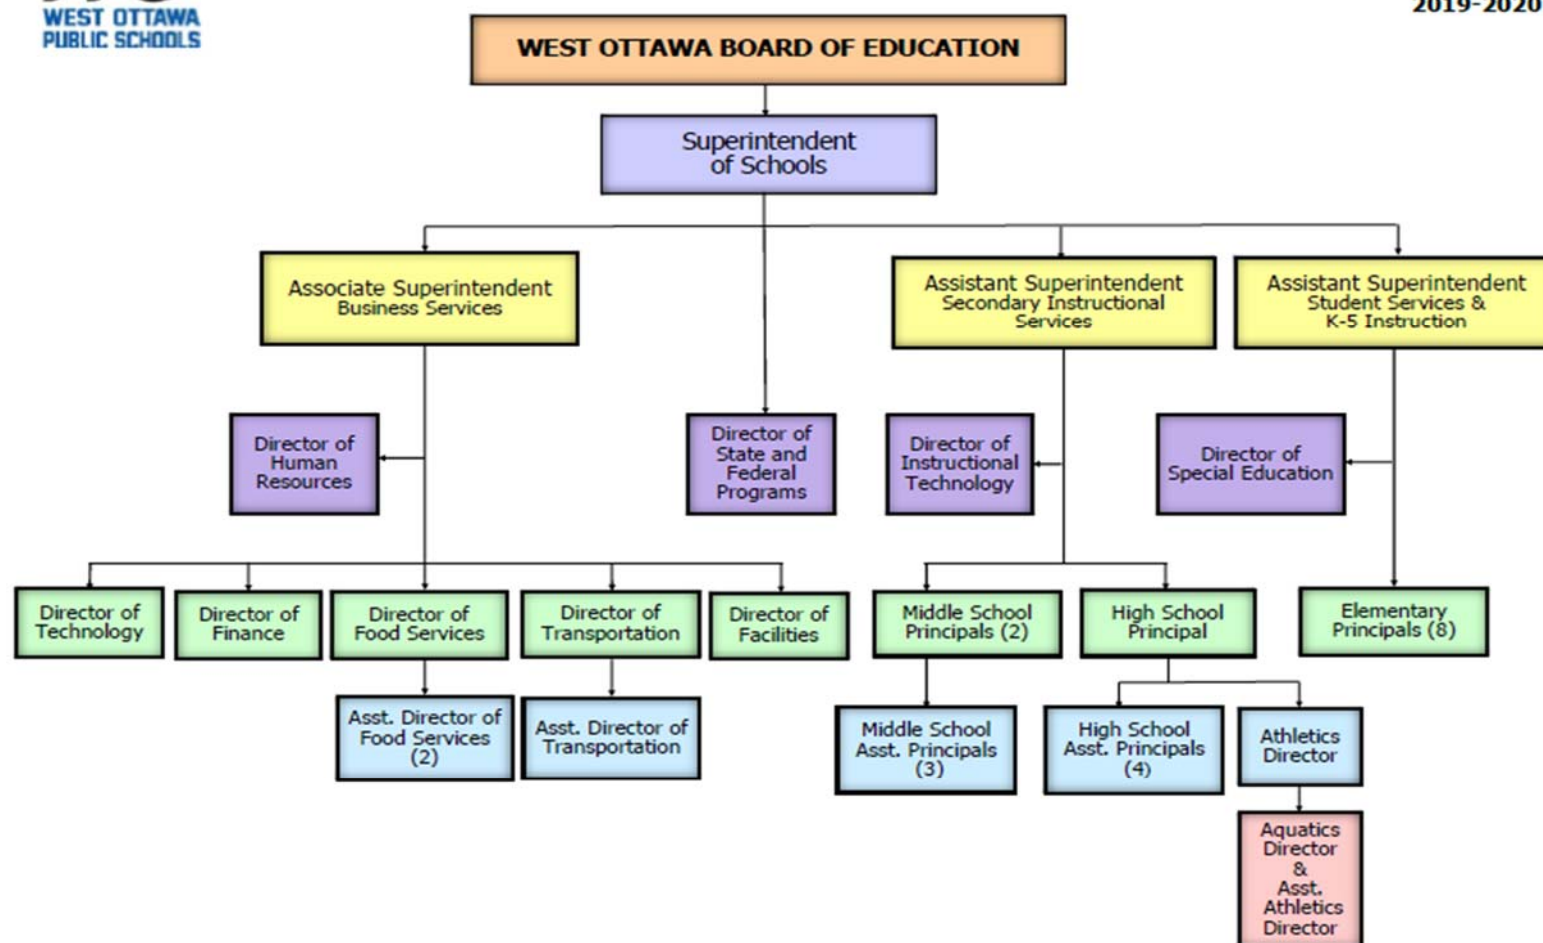 WEST OTTAWA
PUBLIC SCHOOLS
2019-2020
WEST OTTAWA BOARD OF EDUCATION
Superintendent
of Schools
Associate Superintendent
Business Services
Assistant Superintendent
Secondary Instructional
Services
Assistant Superintendent
Student Services &
K-5 Instruction
Director of
Human
Resources
Director of
State and
Federal
Programs
Director of
Instructional
Technology
Director of
Special Education
Director of
Technology
Director of
Finance
Director of
Food Services
Director of
Transportation
Director of
Facilities
Middle School
Principals (2)
High School
Principal
Elementary
Principals (8)
Asst. Director of
Food Services
(2)
Asst. Director of
Transportation
Middle School
Asst. Principals
(3)
High School
Asst. Principals
(4)
Athletics
Director
Aquatics
Director
&
Asst.
Athletics
Director